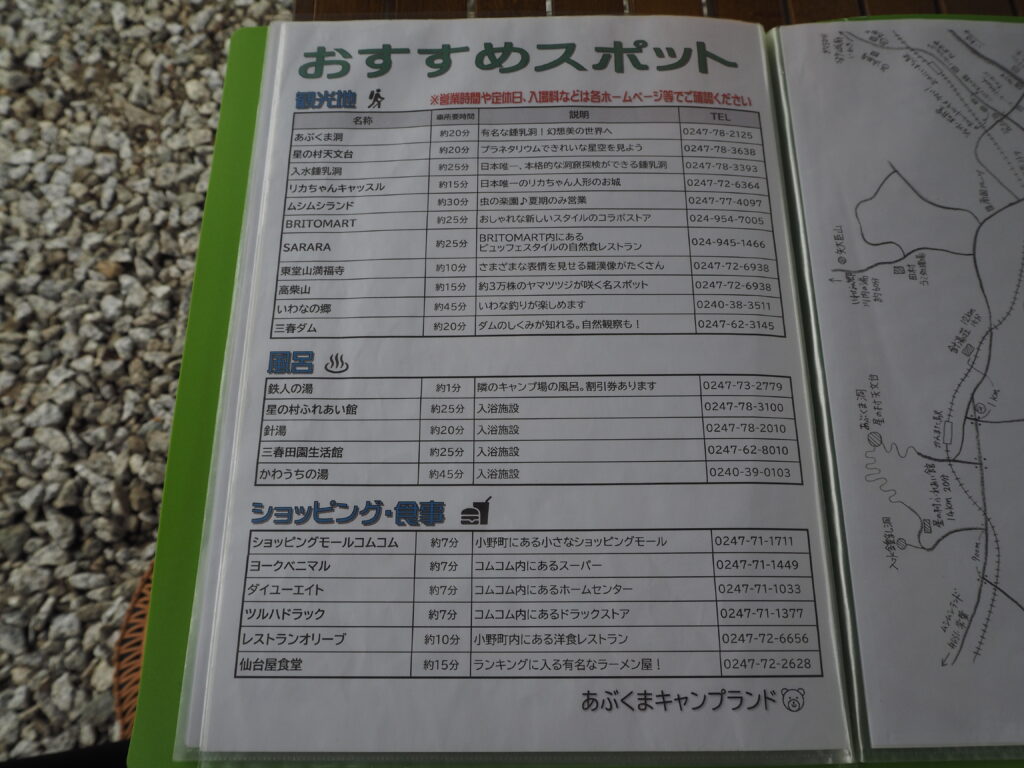 おすすめスポット
観光地
※営業時間や定休日、入場料などは各ホームページ等でご確認ください
名称 車所要時間 説明 TEL
あぶくま洞 約20分 有名な鍾乳洞！幻想美の世界へ 0247-78-2125
星の村天文台 約20分 プラネタリウムできれいな星空を見よう 0247-78-3638
入水鍾乳洞 約25分 日本唯一、本格的な洞窟探検ができる鍾乳洞 0247-78-3393
リカちゃんキャッスル 約15分 日本唯一のリカちゃん人形のお城 0247-72-6364
ムシムシランド 約30分 虫の楽園♪夏期のみ営業 0247-77-4097
BRITOMART 約25分 おしゃれな新しいスタイルのコラボストア 024-954-7005
SARARA 約25分 BRITOMART内にある
ビュッフェスタイルの自然食レストラン 024-945-1466
東堂山満福寺 約10分 さまざまな表情を見せる羅漢像がたくさん 0247-72-6938
高柴山 約15分 約3万株のヤマツツジが咲く名スポット 0247-72-6938
いわなの郷 約45分 いわな釣りが楽しめます 0240-38-3511
三春ダム 約20分 ダムのしくみが知れる。自然観察も！ 0247-62-3145
風呂
鉄人の湯 約1分 隣のキャンプ場の風呂。割引券あります 0247-73-2779
星の村ふれあい館 約25分 入浴施設 0247-78-3100
針湯 約20分 入浴施設 0247-78-2010
三春田園生活館 約25分 入浴施設 0247-62-8010
かわうちの湯 約45分 入浴施設 0240-39-0103
ショッピング・食事
ショッピングモールコムコム 約7分 小野町にある小さなショッピングモール 0247-71-1711
ヨークベニマル 約7分 コムコム内にあるスーパー 0247-71-1449
ダイユーエイト 約7分 コムコム内にあるホームセンター 0247-71-1033
ツルハドラック 約7分 コムコム内にあるドラックストア 0247-71-1377
レストランオリーブ 約10分 小野町内にある洋食レストラン 0247-72-6656
仙台屋食堂 約15分 ランキングに入る有名なラーメン屋！ 0247-72-2628
あぶくまキャンプランド
あぶくま洞
星の村天文台
星の村ふれあい館
14km 20分
入水鍾乳洞
1km